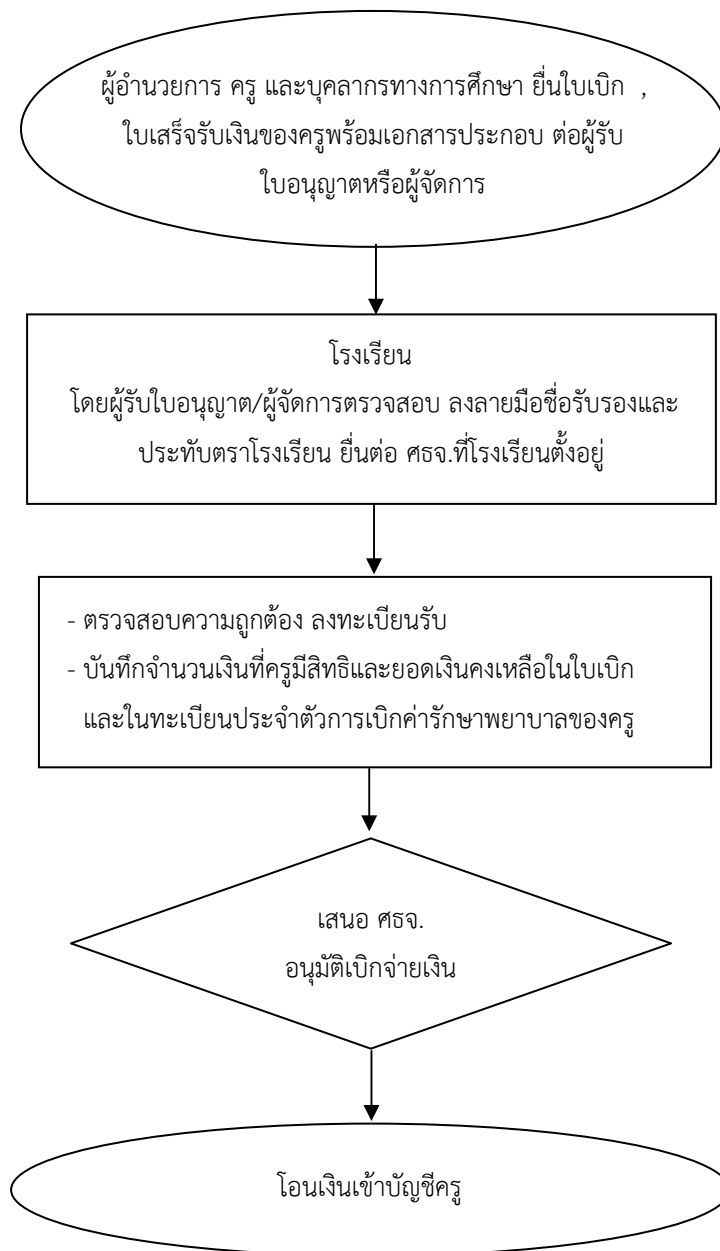 ผู้อำนวยการ ครู และบุคลากรทางการศึกษา ยื่นใบเบิก ,
ใบเสร็จรับเงินของครูพร้อมเอกสารประกอบ ต่อผู้รับ
ใบอนุญาตหรือผู้จัดการ
โรงเรียน
โดยผู้รับใบอนุญาต/ผู้จัดการตรวจสอบ ลงลายมือชื่อรับรองและ
ประทับตราโรงเรียน ยื่นต่อ ศธจ.ที่โรงเรียนตั้งอยู่
- ตรวจสอบความถูกต้อง ลงทะเบียนรับ
- บันทึกจำนวนเงินที่ครูมีสิทธิและยอดเงินคงเหลือในใบเบิก
และในทะเบียนประจำตัวการเบิกค่ารักษาพยาบาลของครู
เสนอ ศธจ.
อนุมัติเบิกจ่ายเงิน
โอนเงินเข้าบัญชีครู